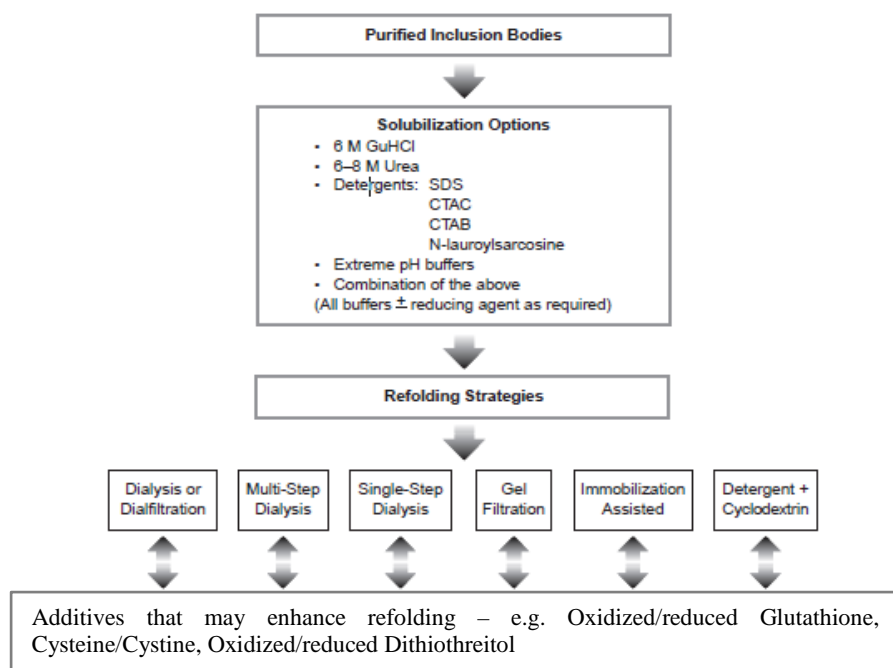 Purified Inclusion Bodies
Solubilization Options
• 6 M GuHCl
• 6–8 M Urea
• Detergents: SDS
CTAC
CTAB
N-lauroylsarcosine
• Extreme pH buffers
• Combination of the above
(All buffers ± reducing agent as required)
Refolding Strategies
Dialysis or
Dialfiltration
Multi-Step
Dialysis
Single-Step
Dialysis
Gel
Filtration
Immobilization
Assisted
Detergent +
Cyclodextrin
Additives that may enhance refolding – e.g. Oxidized/reduced Glutathione,
Cysteine/Cystine, Oxidized/reduced Dithiothreitol